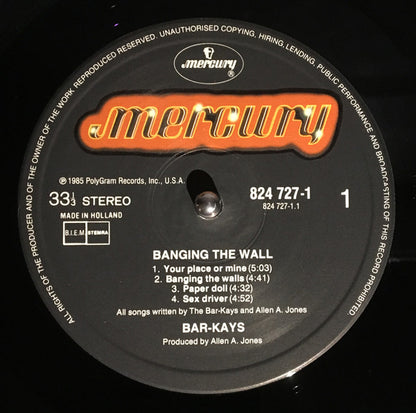 ALL RIGHTS OF THE PRODUCER AND OF THE OWNER OF THE WORK REPRODUCED RESERVED. UNAUTHORISED COPYING, HIRING, LENDING, PUBLIC PERFORMANCE AND BROADCASTING OF THIS RECORD PROHIBITED.
mercury ®
mercury
℗ 1985 PolyGram Records, Inc., U.S.A.
33⅓ STEREO
MADE IN HOLLAND
B.I.E.M. STEMRA
824 727-1
824 727-1.1
1
BANGING THE WALL
1. Your place or mine (5:03)
2. Banging the walls (4:41)
3. Paper doll (4:32)
4. Sex driver (4:52)
All songs written by The Bar-Kays and Allen A. Jones
BAR-KAYS
Produced by Allen A. Jones